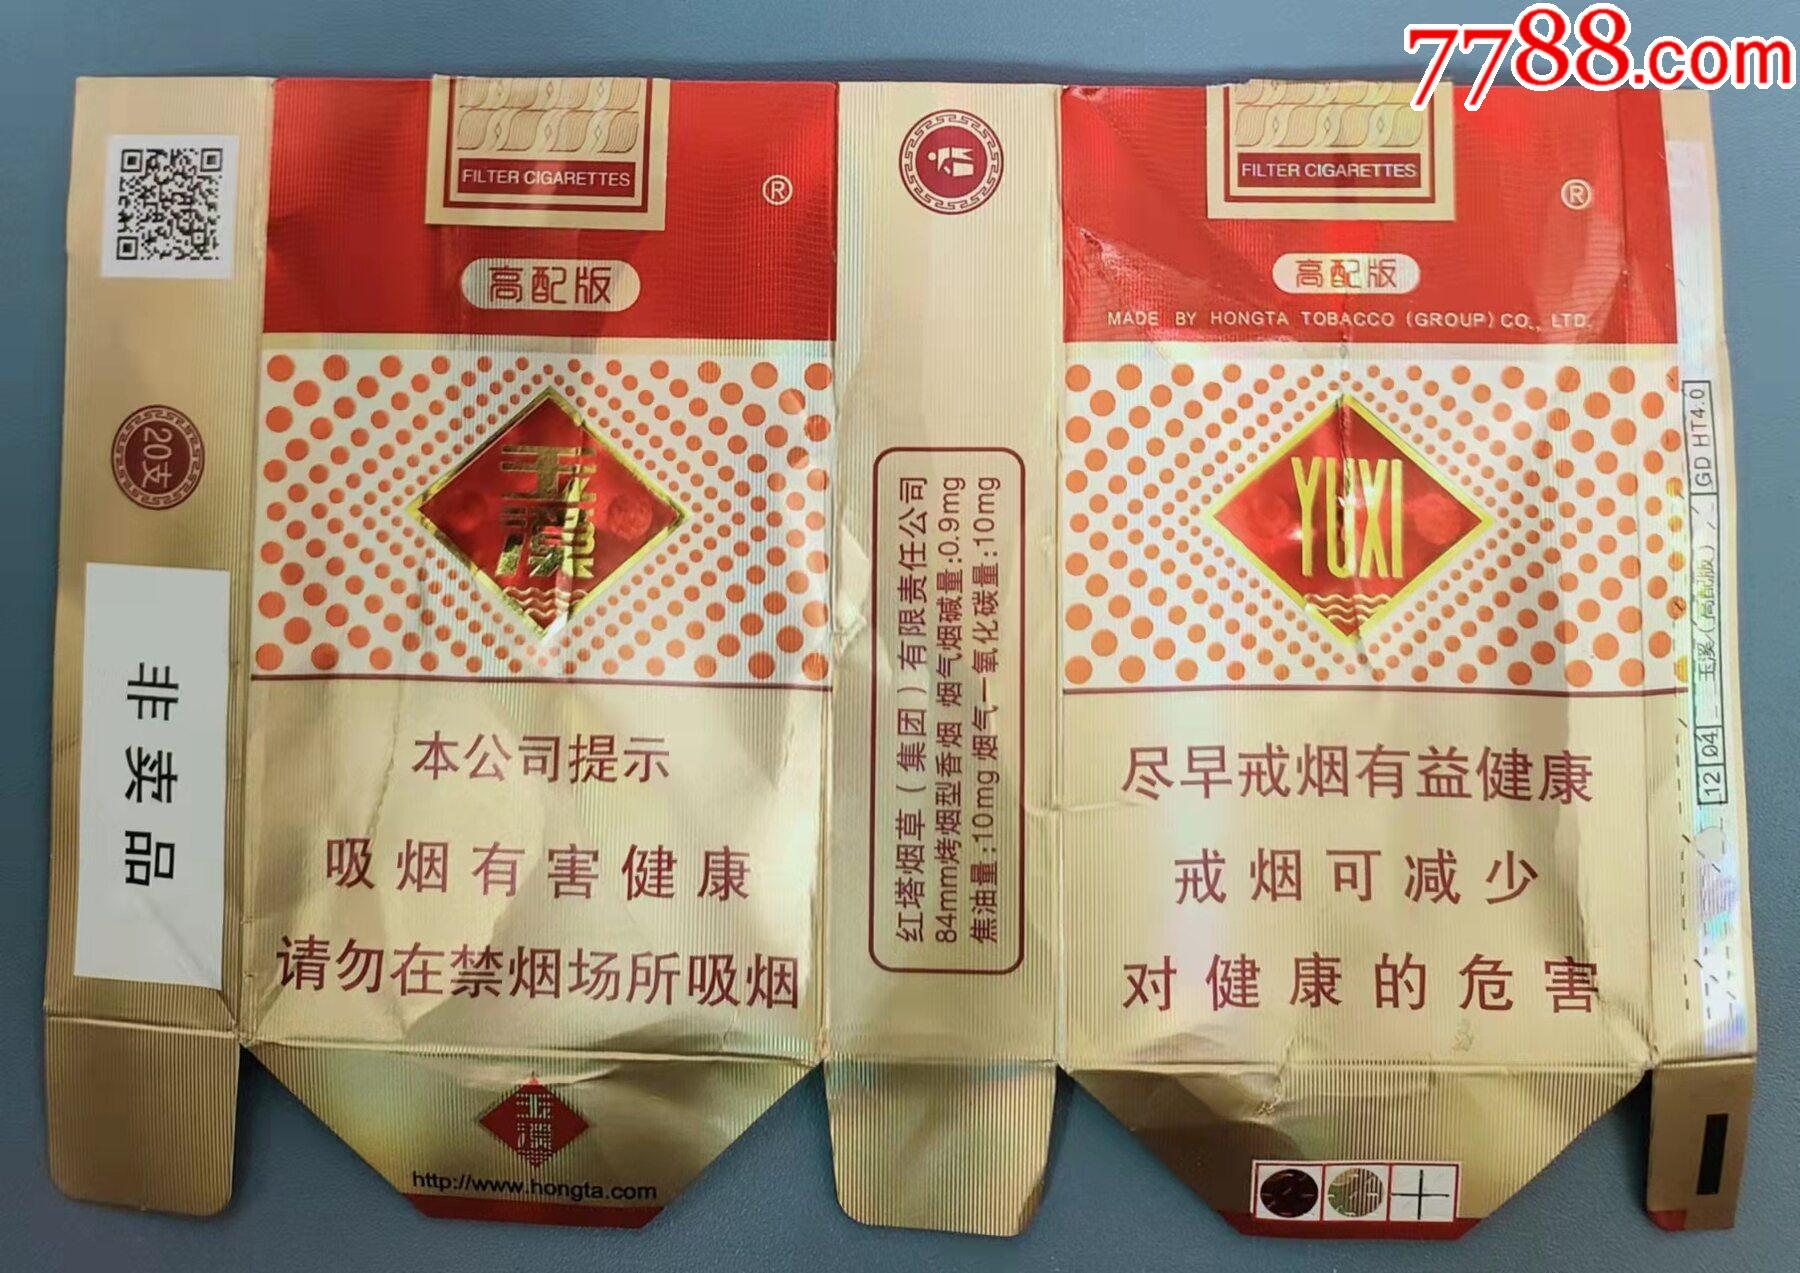 7788.com
20支
非卖品
FILTER CIGARETTES
®
高配版
玉溪
本公司提示
吸烟有害健康
请勿在禁烟场所吸烟
玉溪
http://www.hongta.com
红塔烟草（集团）有限责任公司
84mm烤烟型香烟 烟气烟碱量:0.9mg
焦油量:10mg 烟气一氧化碳量:10mg
FILTER CIGARETTES
®
高配版
MADE BY HONGTA TOBACCO (GROUP) CO., LTD.
YUXI
尽早戒烟有益健康
戒烟可减少
对健康的危害
12 04 玉溪(高配版) GD HT4.0